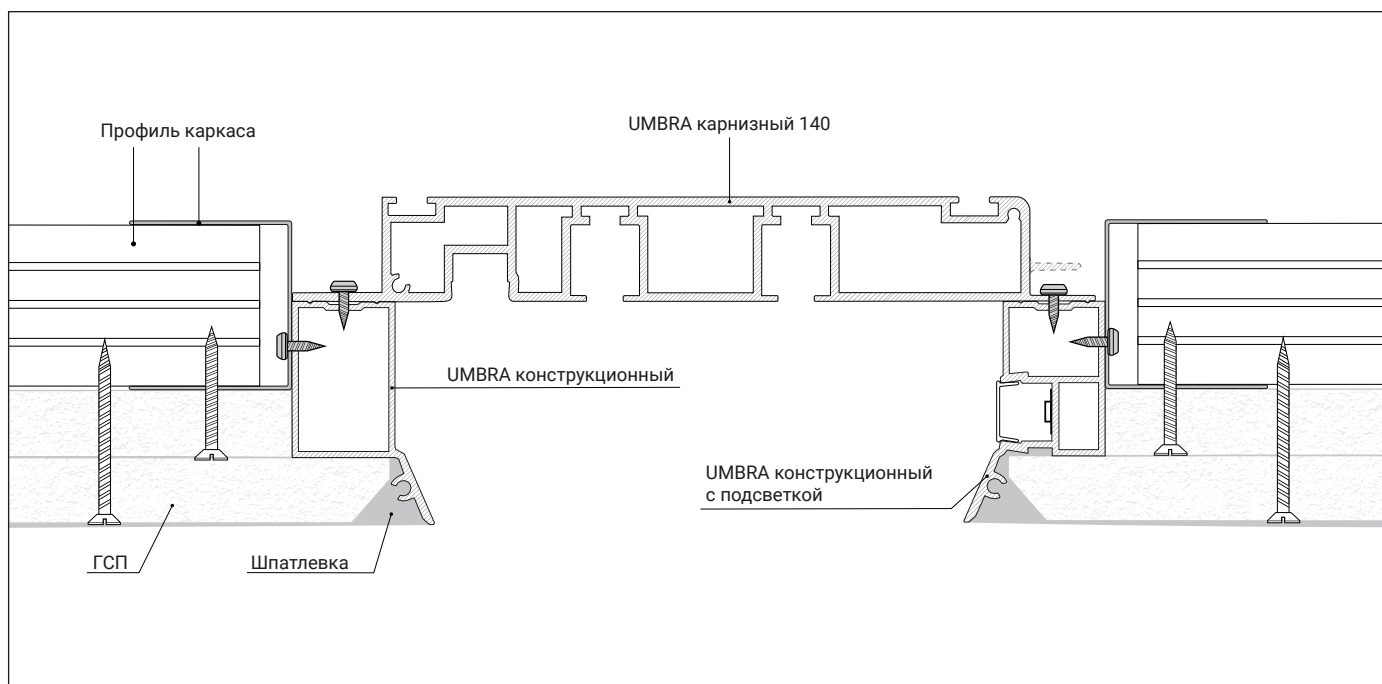 Профиль каркаса
UMBRA карнизный 140
UMBRA конструкционный
UMBRA конструкционный
с подсветкой
ГСП
Шпатлевка